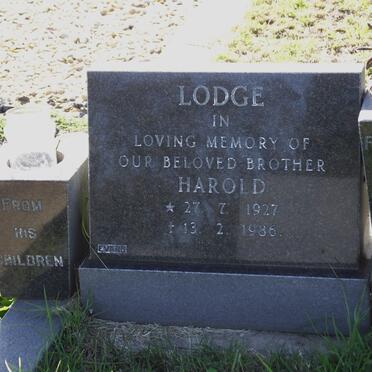 LODGE
IN
LOVING MEMORY OF
OUR BELOVED BROTHER
HAROLD
★ 27. 7. 1927
† 13. 2. 1986.
FROM
HIS
CHILDREN